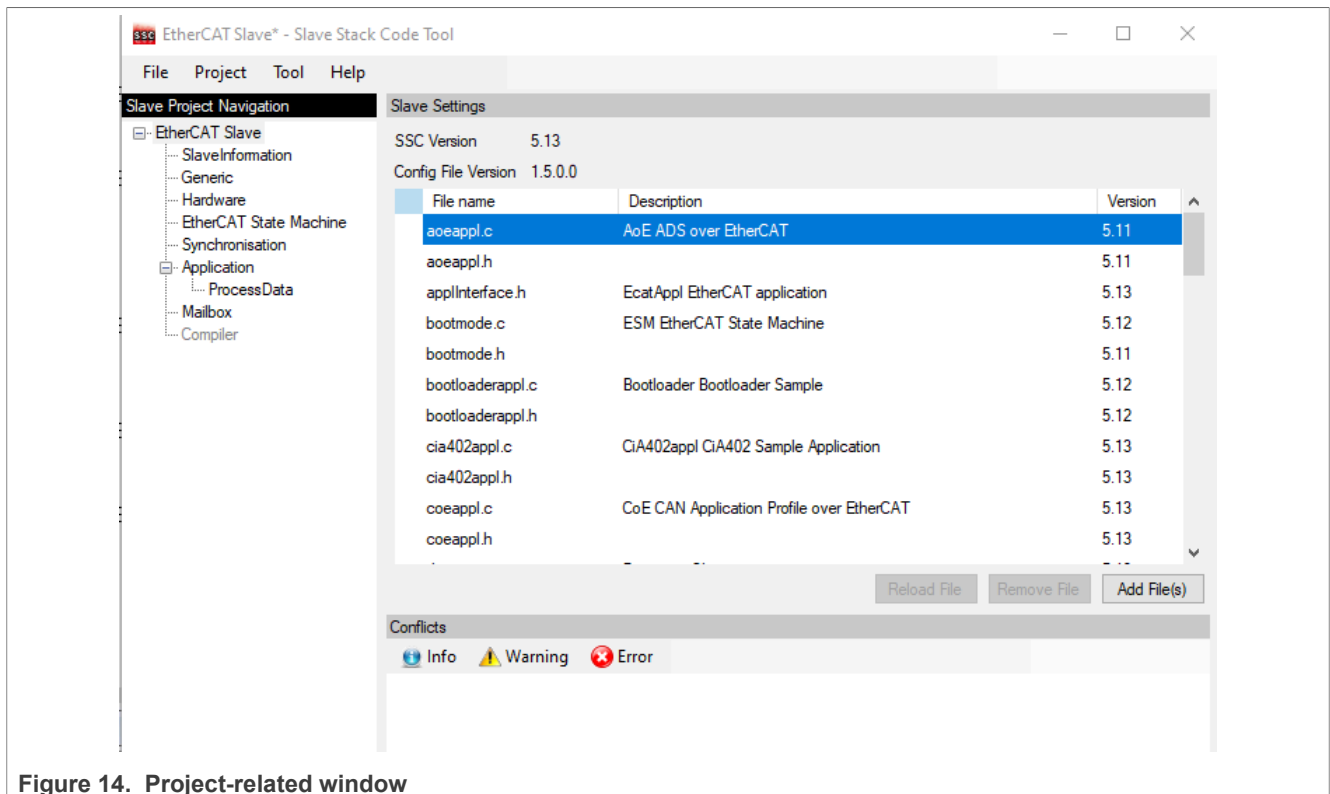 SSC EtherCAT Slave* - Slave Stack Code Tool
File Project Tool Help
Slave Project Navigation
EtherCAT Slave
SlaveInformation
Generic
Hardware
EtherCAT State Machine
Synchronisation
Application
ProcessData
Mailbox
Compiler
Slave Settings
SSC Version 5.13
Config File Version 1.5.0.0
File name Description Version
aoeappl.c AoE ADS over EtherCAT 5.11
aoeappl.h 5.11
applInterface.h EcatAppl EtherCAT application 5.13
bootmode.c ESM EtherCAT State Machine 5.12
bootmode.h 5.11
bootloaderappl.c Bootloader Bootloader Sample 5.12
bootloaderappl.h 5.12
cia402appl.c CiA402appl CiA402 Sample Application 5.13
cia402appl.h 5.13
coeappl.c CoE CAN Application Profile over EtherCAT 5.13
coeappl.h 5.13
Reload File Remove File Add File(s)
Conflicts
Info Warning Error
Figure 14. Project-related window